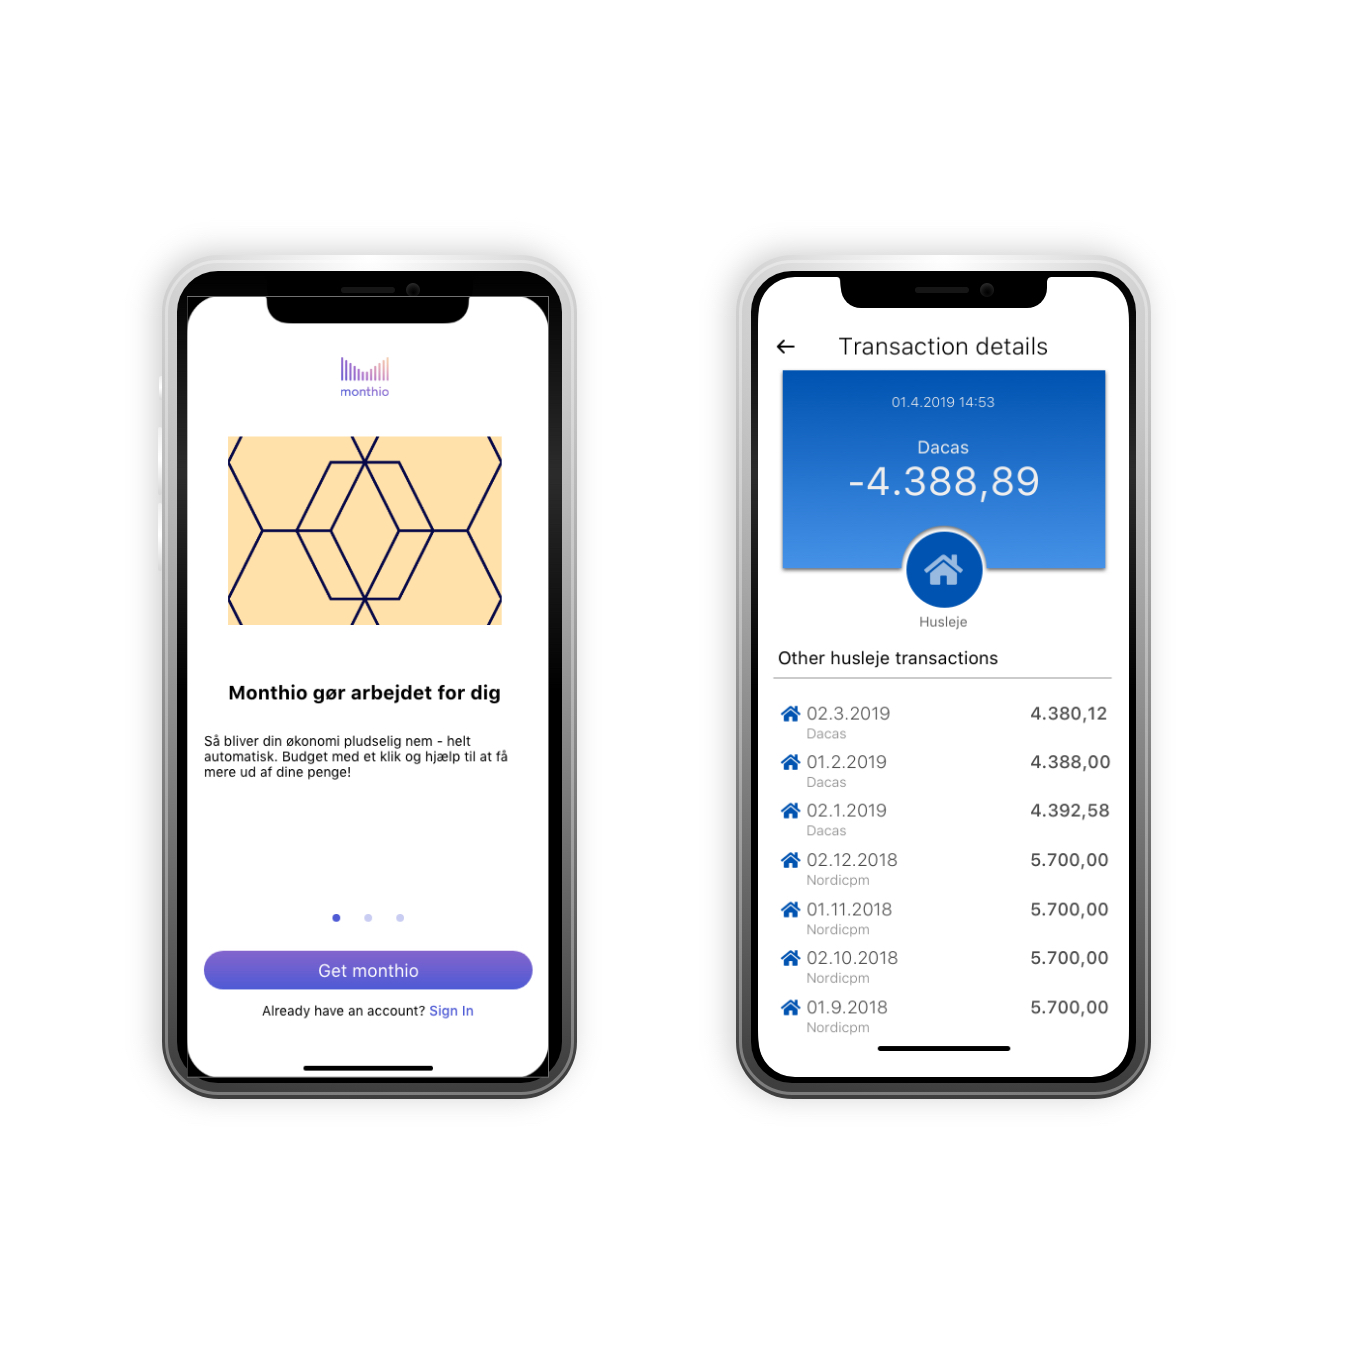 monthio
Monthio gør arbejdet for dig
Så bliver din økonomi pludselig nem - helt
automatisk. Budget med et klik og hjælp til at få
mere ud af dine penge!
Get monthio
Already have an account? Sign In
Transaction details
01.4.2019 14:53
Dacas
-4.388,89
Husleje
Other husleje transactions
02.3.2019 4.380,12
Dacas
01.2.2019 4.388,00
Dacas
02.1.2019 4.392,58
Dacas
02.12.2018 5.700,00
Nordicpm
01.11.2018 5.700,00
Nordicpm
02.10.2018 5.700,00
Nordicpm
01.9.2018 5.700,00
Nordicpm